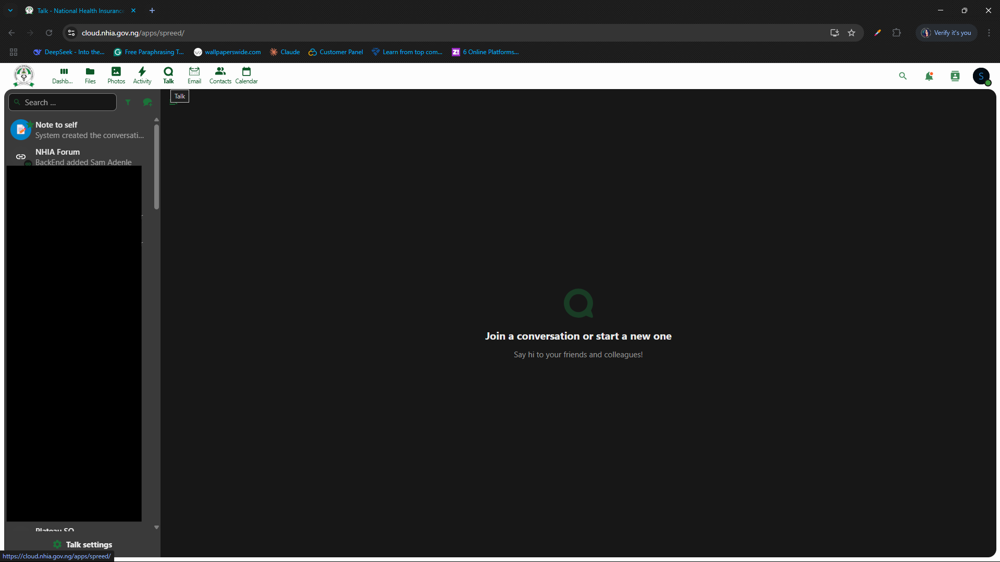 Talk - National Health Insurance
cloud.nhia.gov.ng/apps/spreed/
Verify it's you
DeepSeek - Into the...
Free Paraphrasing T...
wallpaperswide.com
Claude
Customer Panel
Learn from top com...
6 Online Platforms...
Dashb...
Files
Photos
Activity
Talk
Email
Contacts
Calendar
S
Talk
Search ...
Note to self
System created the conversati...
NHIA Forum
BackEnd added Sam Adenle
Join a conversation or start a new one
Say hi to your friends and colleagues!
Plateau SO
Talk settings
https://cloud.nhia.gov.ng/apps/spreed/